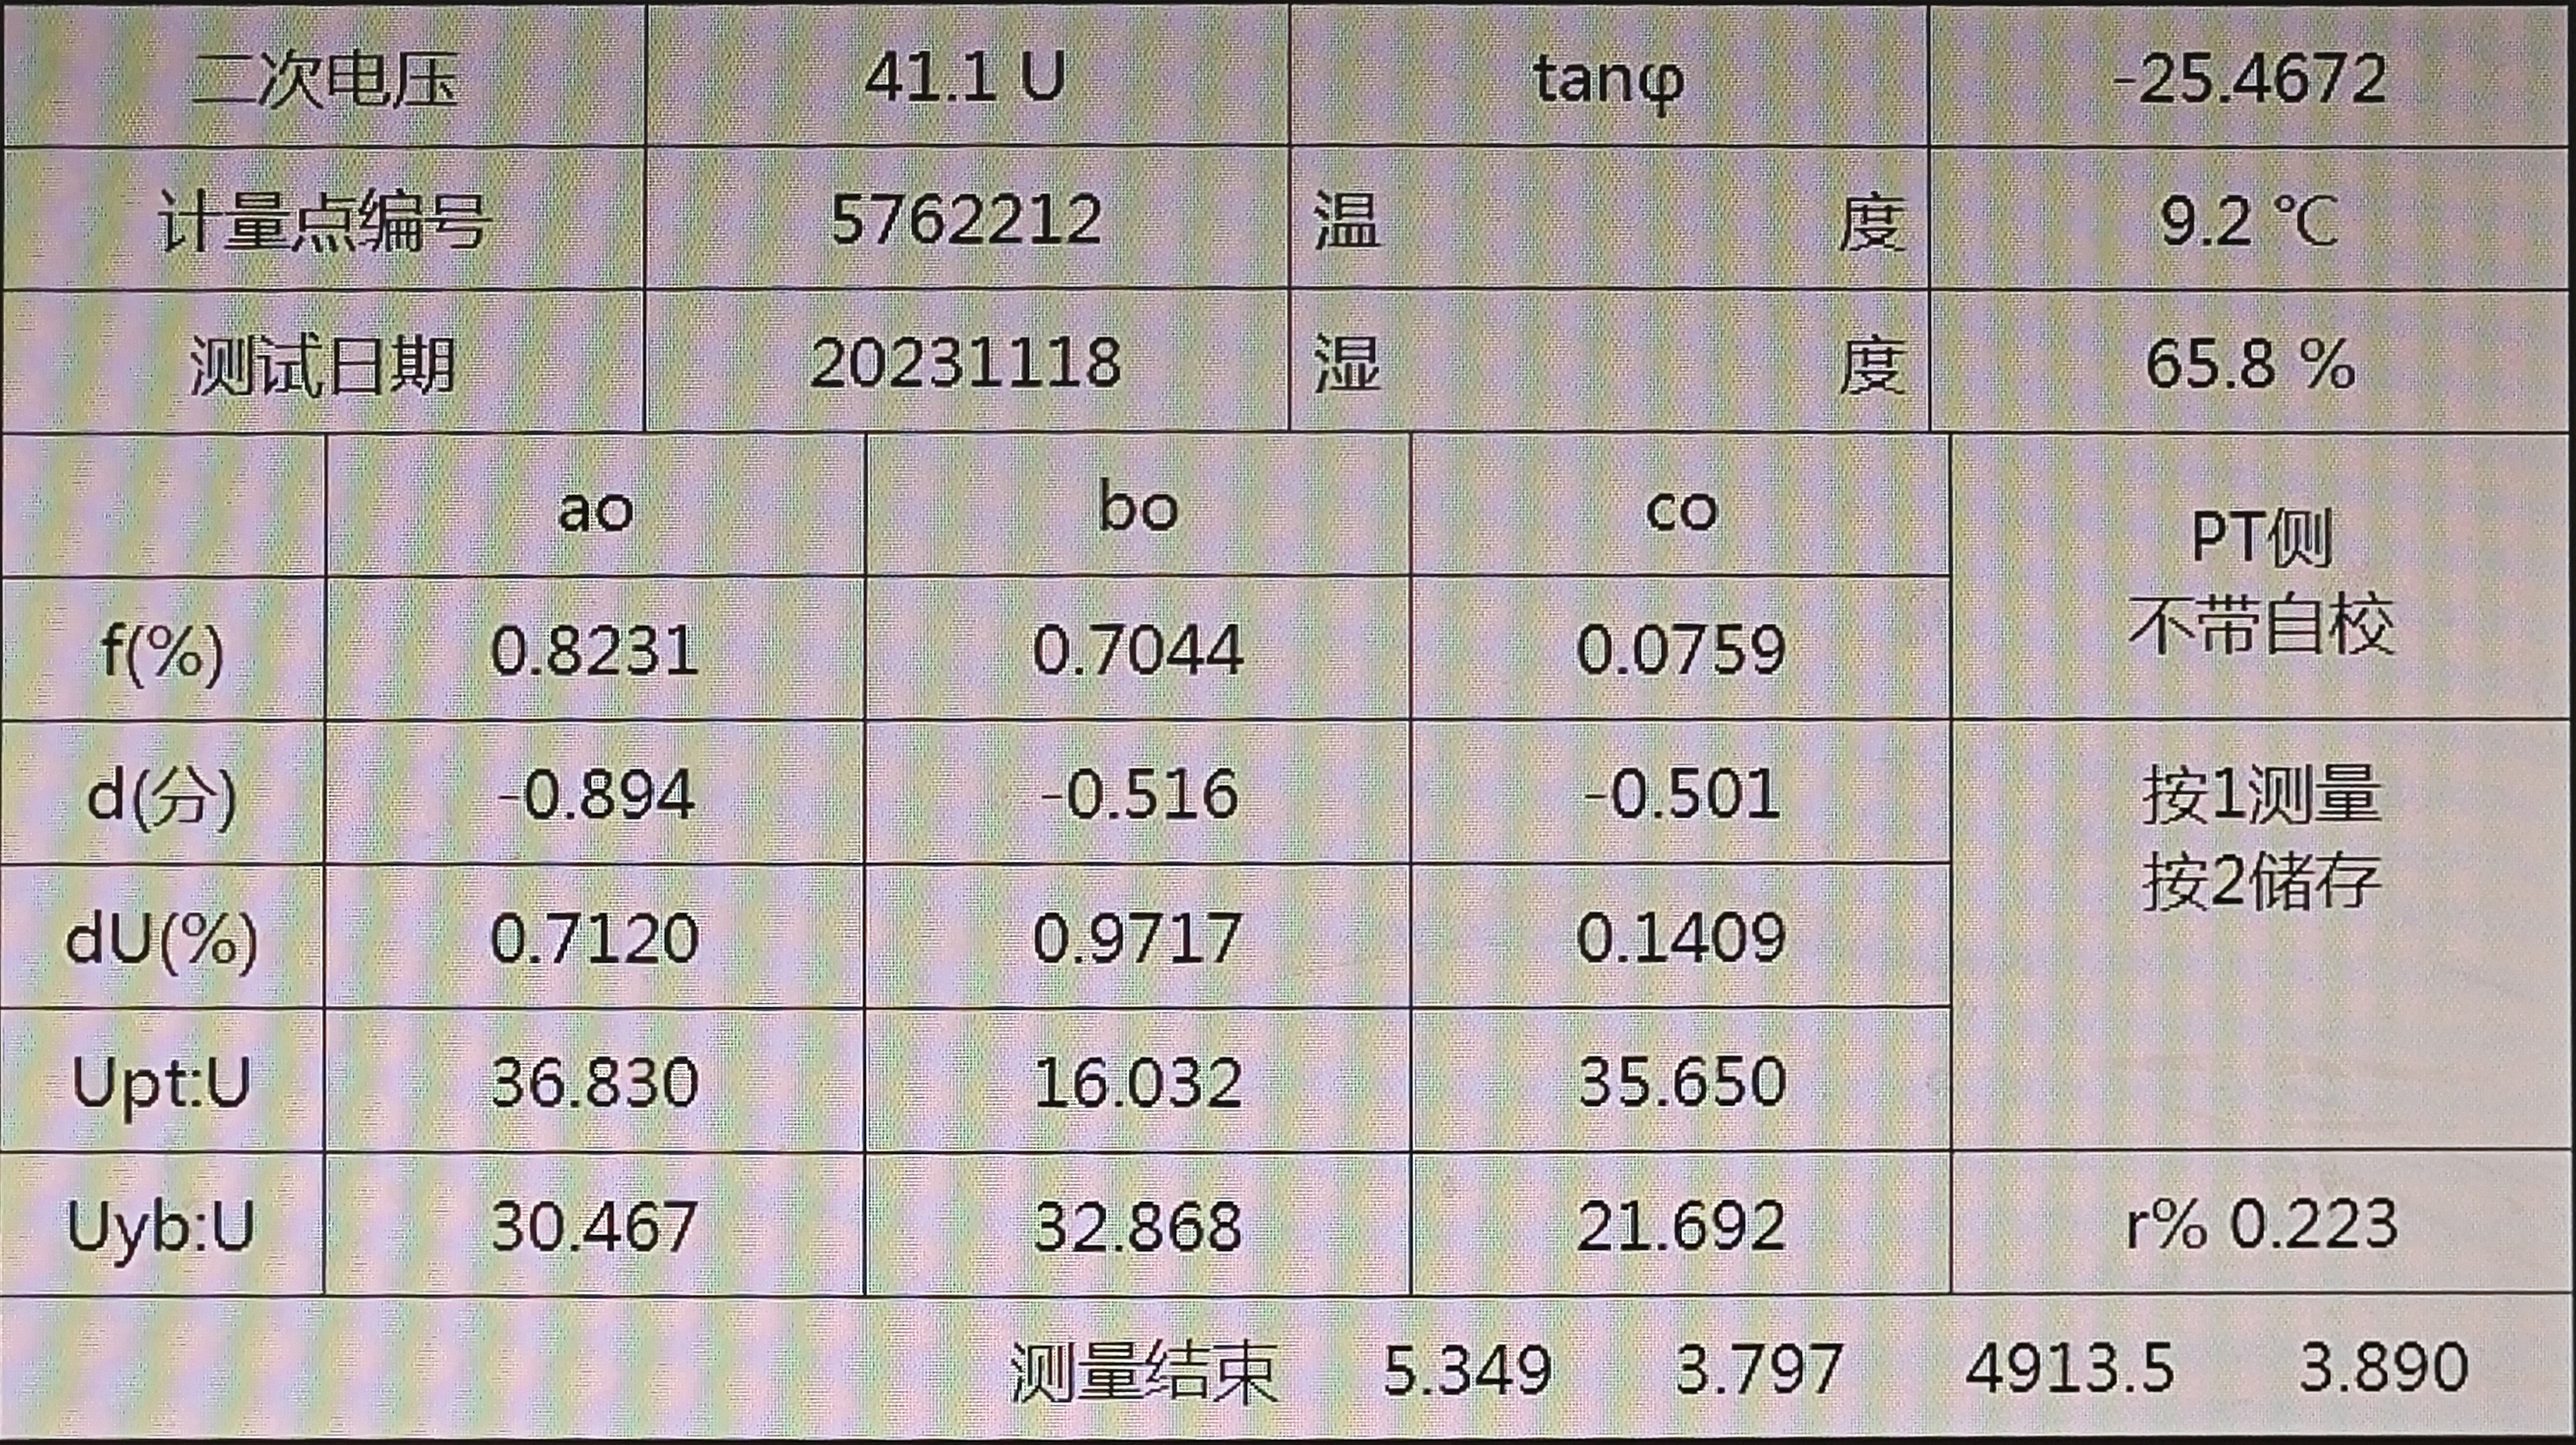 二次电压 41.1 U tanφ -25.4672
计量点编号 5762212 温 度 9.2 ℃
测试日期 20231118 湿 度 65.8 %
ao bo co PT侧
不带自校
f(%) 0.8231 0.7044 0.0759
d(分) -0.894 -0.516 -0.501 按1测量
按2储存
dU(%) 0.7120 0.9717 0.1409
Upt:U 36.830 16.032 35.650
Uyb:U 30.467 32.868 21.692 r% 0.223
测量结束 5.349 3.797 4913.5 3.890